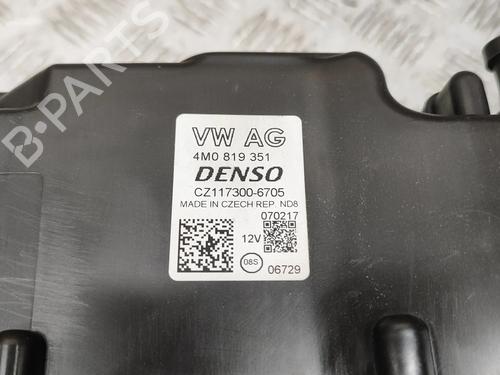 B-PARTS
VW AG
4M0 819 351
DENSO
CZ117300-6705
MADE IN CZECH REP. ND8
070217
12V
08S
06729